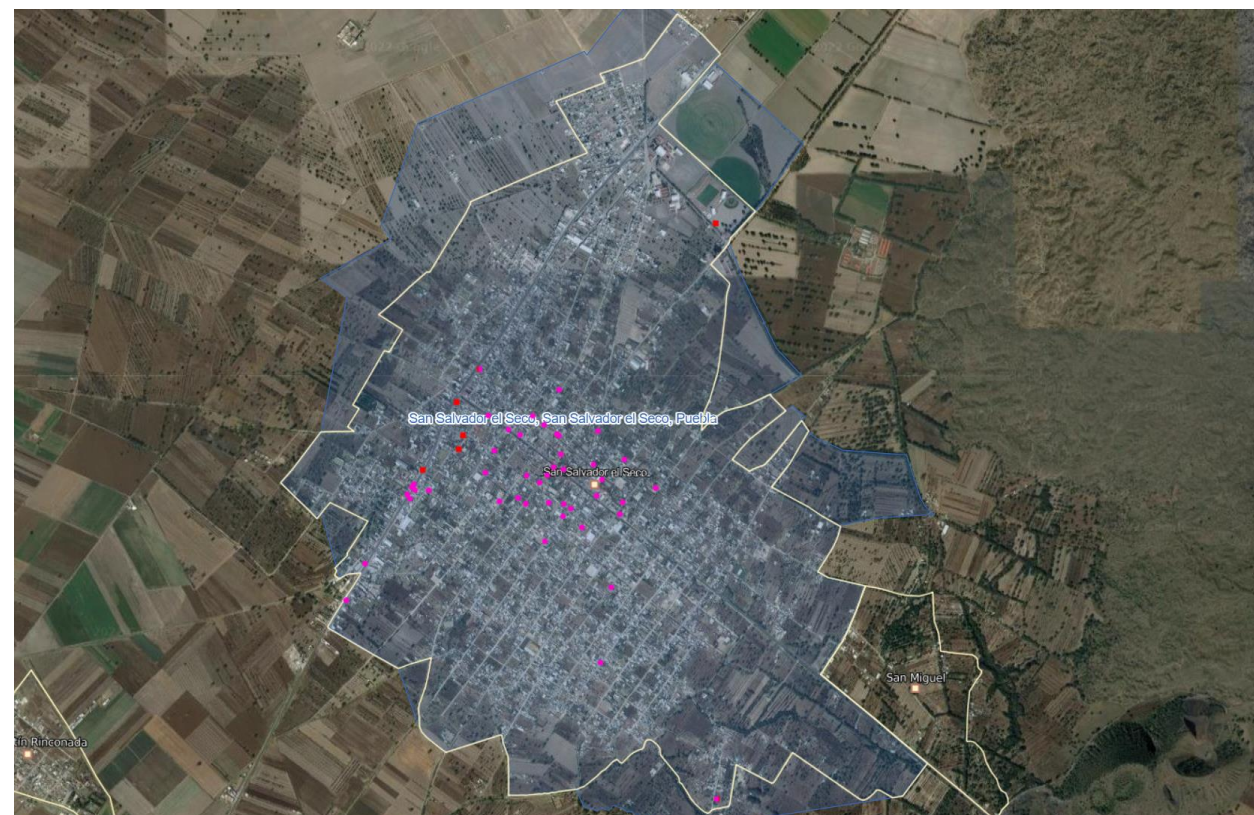 San Salvador el Seco, San Salvador el Seco, Puebla
San Salvador el Seco
San Miguel
tín Rinconada